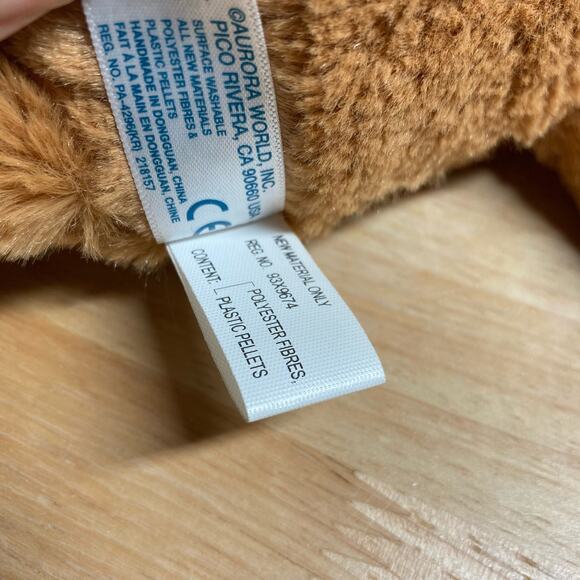 ©AURORA WORLD, INC.
PICO RIVERA, CA 90660 USA
SURFACE WASHABLE
ALL NEW MATERIALS
POLYESTER FIBRES &
PLASTIC PELLETS
HANDMADE IN DONGGUAN, CHINA
FAIT À LA MAIN EN DONGGUAN, CHINE
REG. NO. PA-4286(KR) 218157
CE
NEW MATERIAL ONLY
REG. NO. 93X9674
CONTENT: POLYESTER FIBRES,
PLASTIC PELLETS